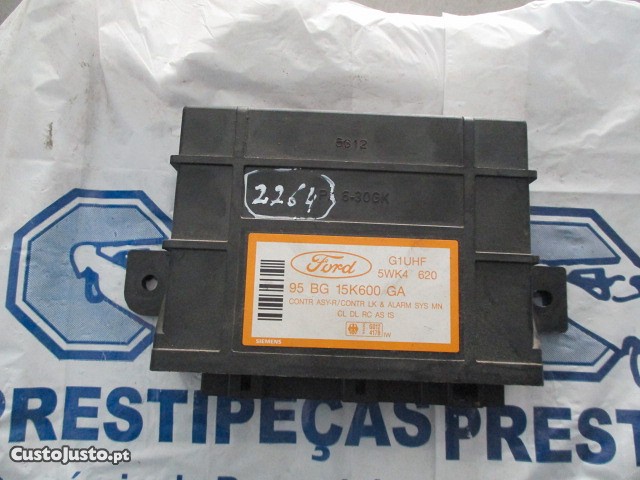 5G12
2264
S-30GK
Ford
G1UHF
5WK4 620
95 BG 15K600 GA
CONTR ASY-R/CONTR LK & ALARM SYS MN
CL DL RC AS IS
SIEMENS
PRESTIPEÇAS PREST
CustoJusto.pt